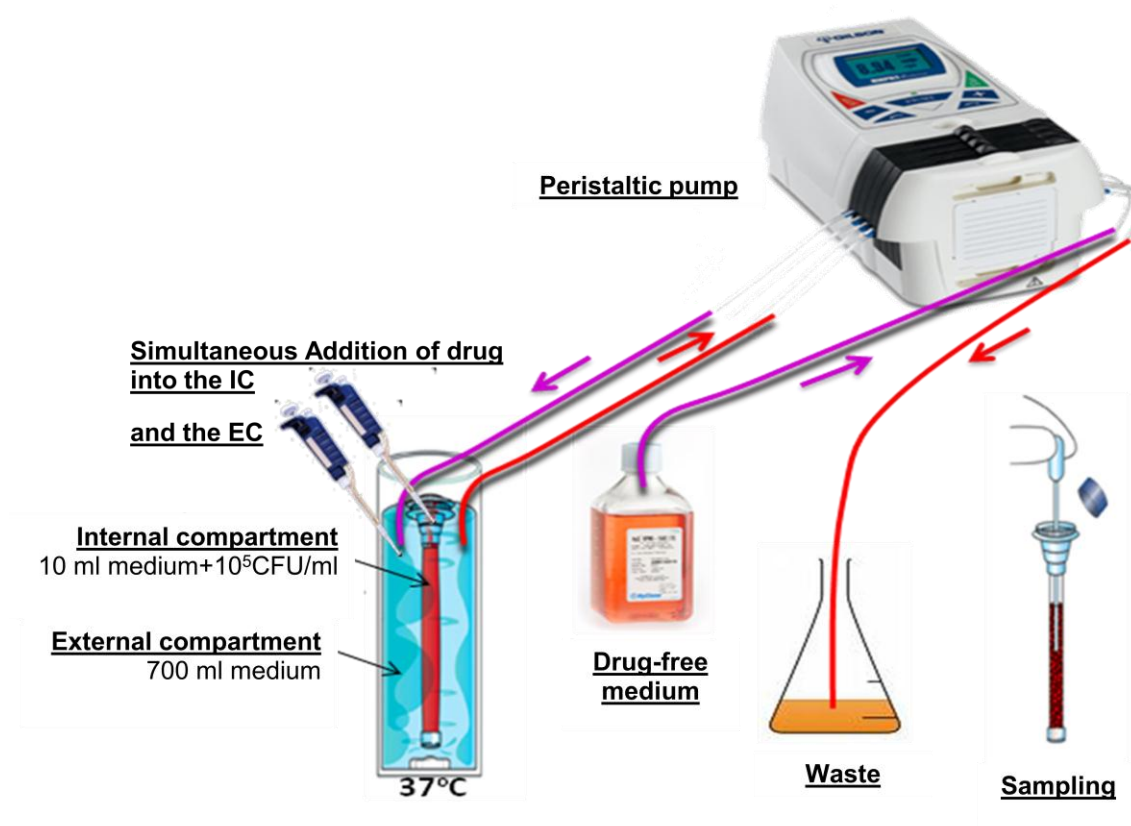 GILSON
Peristaltic pump
Simultaneous Addition of drug
into the IC
and the EC
Internal compartment
10 ml medium+10⁵CFU/ml
External compartment
700 ml medium
37°C
Drug-free
medium
Waste
Sampling